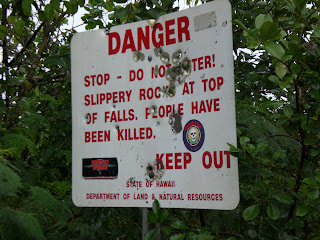 DANGER
STOP - DO NOT ENTER!
SLIPPERY ROCK AT TOP
OF FALLS. PEOPLE HAVE
BEEN KILLED.
KEEP OUT
STATE OF HAWAII
DEPARTMENT OF LAND & NATURAL RESOURCES